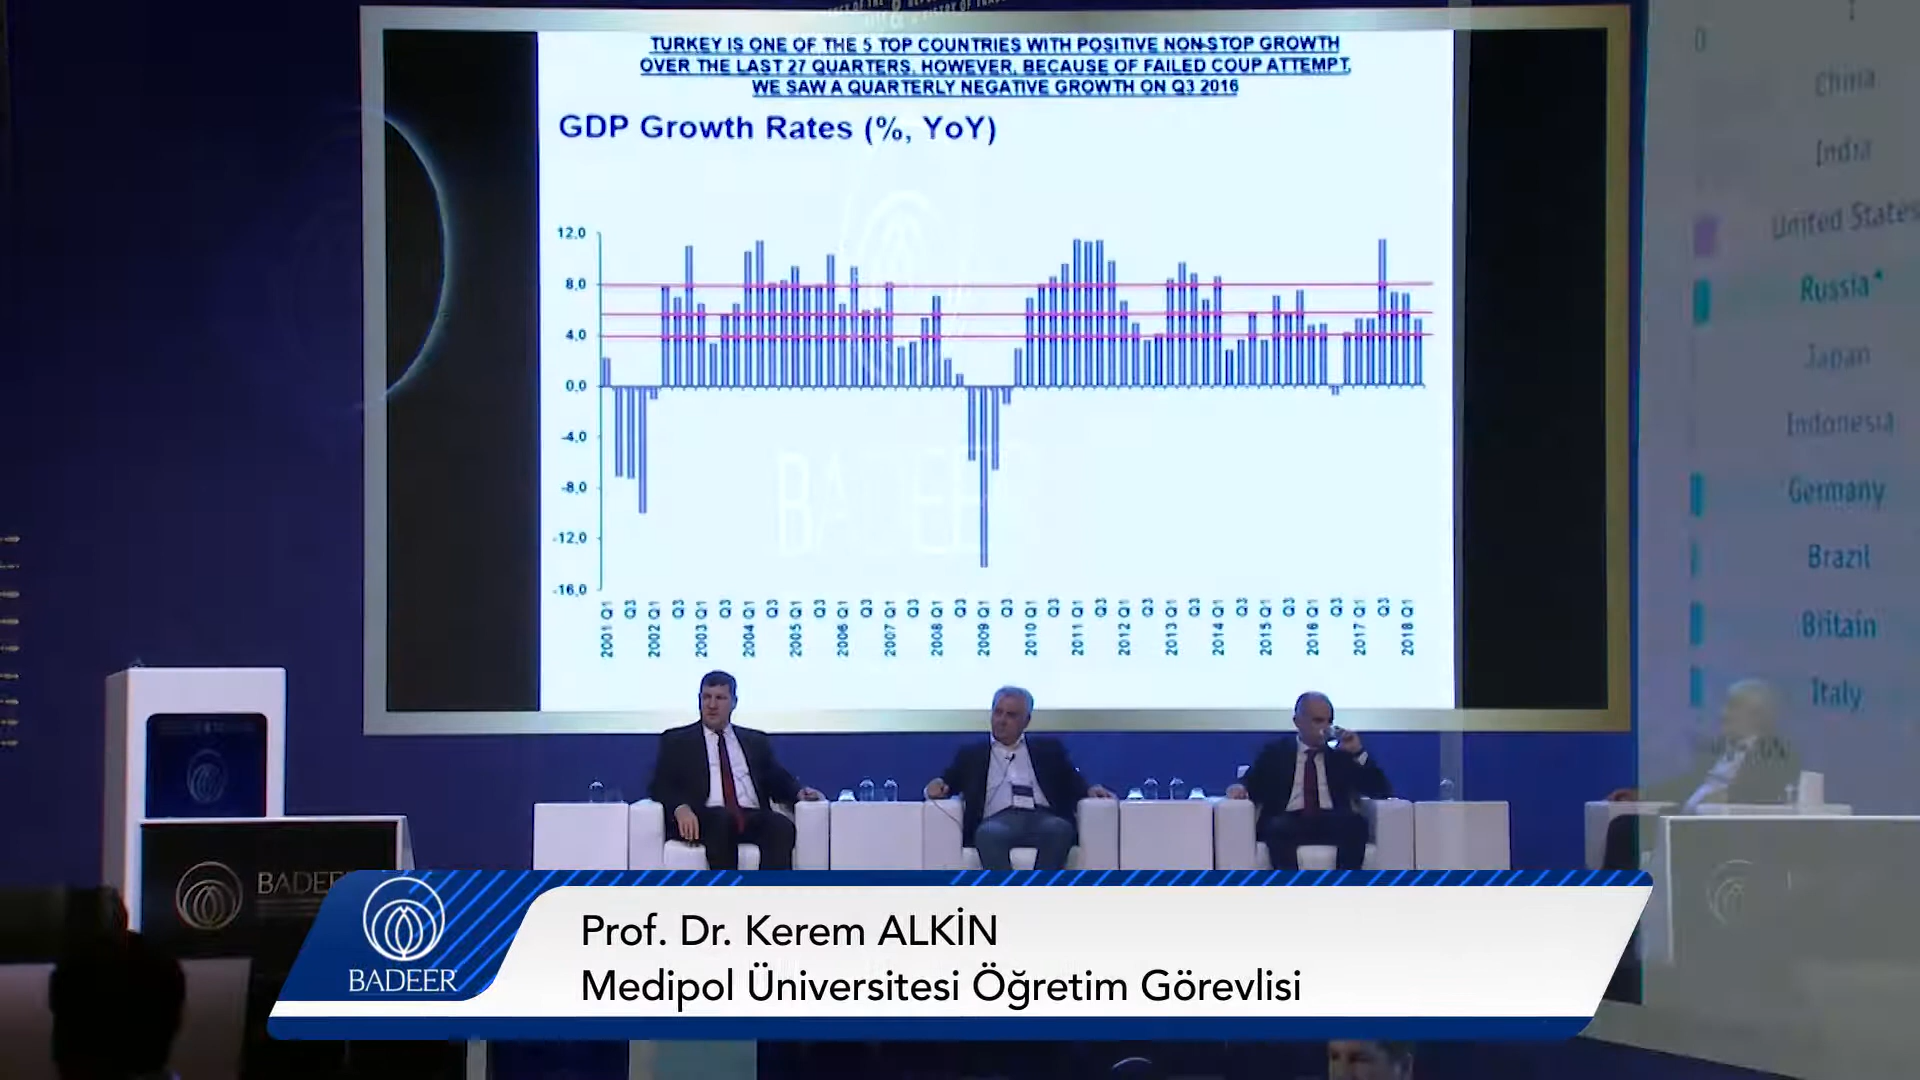 TURKEY IS ONE OF THE 5 TOP COUNTRIES WITH POSITIVE NON-STOP GROWTH
OVER THE LAST 27 QUARTERS. HOWEVER, BECAUSE OF FAILED COUP ATTEMPT,
WE SAW A QUARTERLY NEGATIVE GROWTH ON Q3 2016
GDP Growth Rates (%, YoY)
12,0
8,0
4,0
0,0
-4,0
-8,0
-12,0
-16,0
2001 Q1
Q3
2002 Q1
Q3
2003 Q1
Q3
2004 Q1
Q3
2005 Q1
Q3
2006 Q1
Q3
2007 Q1
Q3
2008 Q1
Q3
2009 Q1
Q3
2010 Q1
Q3
2011 Q1
Q3
2012 Q1
Q3
2013 Q1
Q3
2014 Q1
Q3
2015 Q1
Q3
2016 Q1
Q3
2017 Q1
Q3
2018 Q1
BADEER
0
China
India
United States
Russia
Japan
Indonesia
Germany
Brazil
Britain
Italy
BADEER
BADEER
Prof. Dr. Kerem ALKİN
Medipol Üniversitesi Öğretim Görevlisi